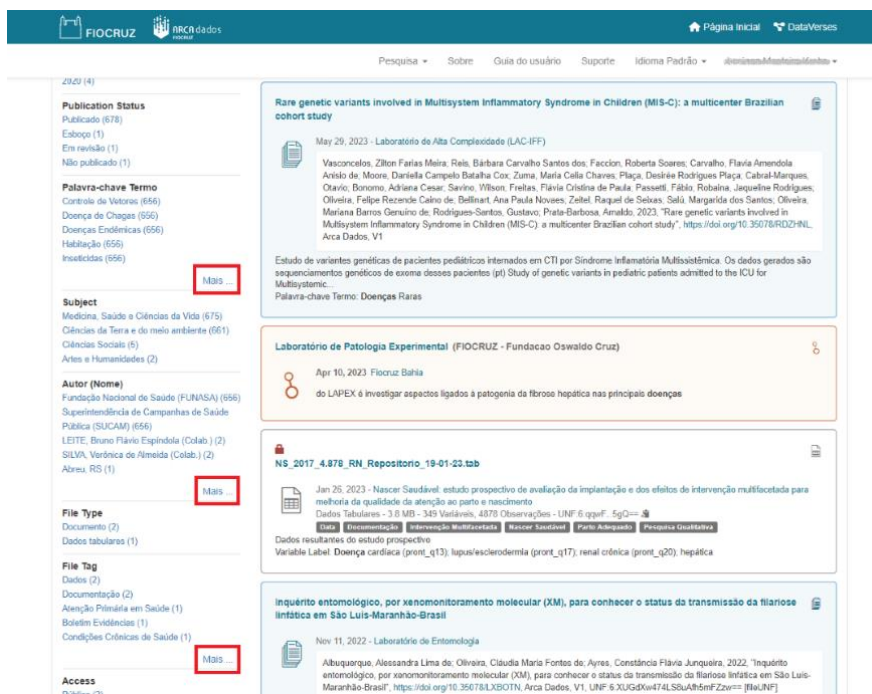 FIOCRUZ
ARCA dados
FIOCRUZ
Página Inicial
DataVerses
Pesquisa
Sobre
Guia do usuário
Suporte
Idioma Padrão
2020 (4)
Publication Status
Publicado (678)
Esboço (1)
Em revisão (1)
Não publicado (1)
Palavra-chave Termo
Controle de Vetores (656)
Doença de Chagas (656)
Doenças Endêmicas (656)
Habitação (656)
Inseticidas (656)
Mais ...
Subject
Medicina, Saúde e Ciências da Vida (675)
Ciências da Terra e do meio ambiente (661)
Ciências Sociais (5)
Artes e Humanidades (2)
Autor (Nome)
Fundação Nacional de Saúde (FUNASA) (656)
Superintendência de Campanhas de Saúde
Pública (SUCAM) (656)
LEITE, Bruno Flávio Espíndola (Colab.) (2)
SILVA, Verônica de Almeida (Colab.) (2)
Abreu, RS (1)
Mais ...
File Type
Documento (2)
Dados tabulares (1)
File Tag
Dados (2)
Documentação (2)
Atenção Primária em Saúde (1)
Boletim Evidências (1)
Condições Crônicas de Saúde (1)
Mais ...
Access
Rare genetic variants involved in Multisystem Inflammatory Syndrome in Children (MIS-C): a multicenter Brazilian
cohort study
May 29, 2023 - Laboratório de Alta Complexidade (LAC-IFF)
Vasconcelos, Zilton Farias Meira; Reis, Bárbara Carvalho Santos dos; Faccion, Roberta Soares; Carvalho, Flavia Amendola
Anisio de; Moore, Daniella Campelo Batalha Cox; Zuma, Maria Celia Chaves; Plaça, Desirée Rodrigues Plaça; Cabral-Marques,
Otavio; Bonomo, Adriana Cesar; Savino, Wilson; Freitas, Flávia Cristina de Paula; Passetti, Fábio; Robaina, Jaqueline Rodrigues;
Oliveira, Felipe Rezende Caino de; Bellinart, Ana Paula Novaes; Zeitel, Raquel de Seixas; Salú, Margarida dos Santos; Oliveira,
Mariana Barros Genuíno de; Rodrigues-Santos, Gustavo; Prata-Barbosa, Arnaldo, 2023, "Rare genetic variants involved in
Multisystem Inflammatory Syndrome in Children (MIS-C): a multicenter Brazilian cohort study", https://doi.org/10.35078/RDZHNL,
Arca Dados, V1
Estudo de variantes genéticas de pacientes pediátricos internados em CTI por Síndrome Inflamatória Multissistêmica. Os dados gerados são
sequenciamentos genéticos de exoma desses pacientes (pt) Study of genetic variants in pediatric patients admitted to the ICU for
Multisystemic...
Palavra-chave Termo: Doenças Raras
Laboratório de Patologia Experimental (FIOCRUZ - Fundacao Oswaldo Cruz)
Apr 10, 2023 Fiocruz Bahia
do LAPEX é investigar aspectos ligados à patogenia da fibrose hepática nas principais doenças
NS_2017_4.878_RN_Repositorio_19-01-23.tab
Jan 26, 2023 - Nascer Saudável: estudo prospectivo de avaliação da implantação e dos efeitos de intervenção multifacetada para
melhoria da qualidade da atenção ao parto e nascimento
Dados Tabulares - 3.8 MB - 349 Variáveis, 4878 Observações - UNF:6:qqwF...5gQ==
Data Documentação Intervenção Multifacetada Nascer Saudável Parto Adequado Pesquisa Qualitativa
Dados resultantes do estudo prospectivo
Variable Label: Doença cardíaca (pront_q13); lupus/esclerodermia (pront_q17); renal crônica (pront_q20); hepática
Inquérito entomológico, por xenomonitoramento molecular (XM), para conhecer o status da transmissão da filariose
linfática em São Luís-Maranhão-Brasil
Nov 11, 2022 - Laboratório de Entomologia
Albuquerque, Alessandra Lima de; Oliveira, Cláudia Maria Fontes de; Ayres, Constância Flávia Junqueira, 2022, "Inquérito
entomológico, por xenomonitoramento molecular (XM), para conhecer o status da transmissão da filariose linfática em São Luís-
Maranhão-Brasil", https://doi.org/10.35078/LXBOTN, Arca Dados, V1, UNF:6:XUGdXw474LS8uAfh5mFZzw== [fileUNF]